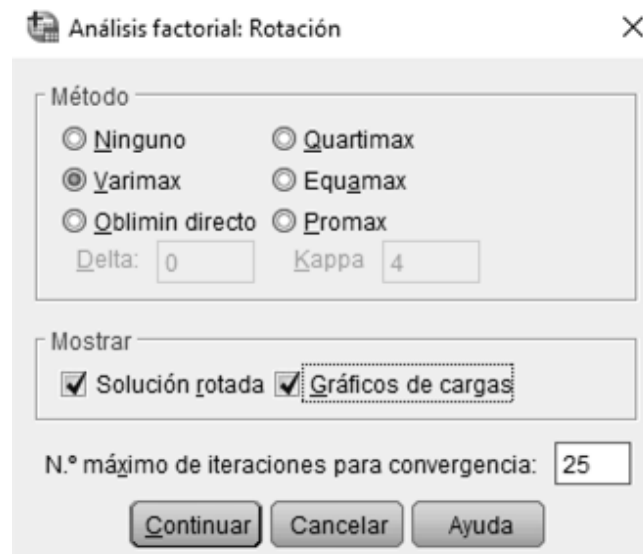 Análisis factorial: Rotación
Método
Ninguno Quartimax
Varimax Equamax
Oblimin directo Promax
Delta: 0 Kappa 4
Mostrar
Solución rotada Gráficos de cargas
N.º máximo de iteraciones para convergencia: 25
Continuar Cancelar Ayuda